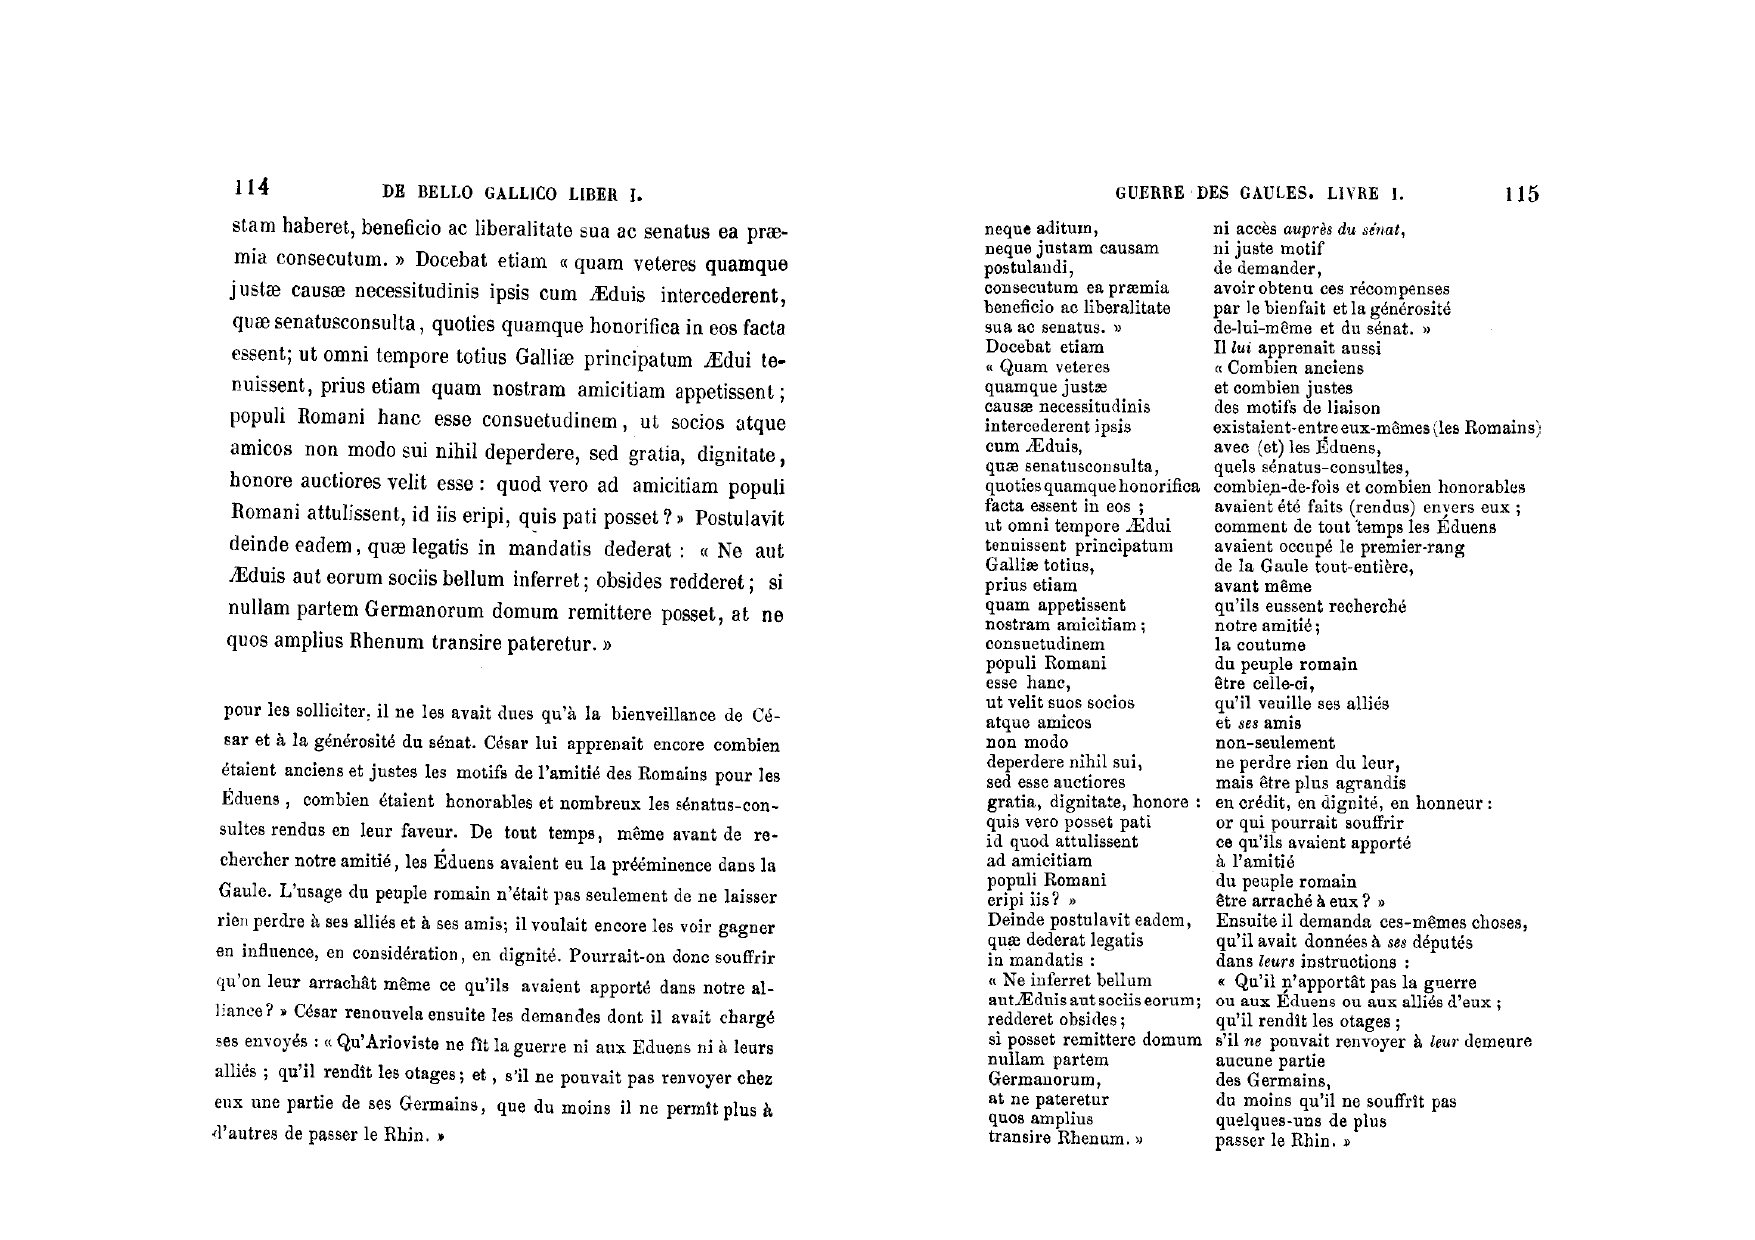 114 DE BELLO GALLICO LIBER I.
stam haberet, beneficio ac liberalitate sua ac senatus ea præ-
mia consecutum. » Docebat etiam « quam veteres quamque
justæ causæ necessitudinis ipsis cum Æduis intercederent,
quæ senatusconsulta, quoties quamque honorifica in eos facta
essent; ut omni tempore totius Galliæ principatum Ædui te-
nuissent, prius etiam quam nostram amicitiam appetissent;
populi Romani hanc esse consuetudinem, ut socios atque
amicos non modo sui nihil deperdere, sed gratia, dignitate,
honore auctiores velit esse : quod vero ad amicitiam populi
Romani attulissent, id iis eripi, quis pati posset? » Postulavit
deinde eadem, quæ legatis in mandatis dederat : « Ne aut
Æduis aut eorum sociis bellum inferret; obsides redderet; si
nullam partem Germanorum domum remittere posset, at ne
quos amplius Rhenum transire pateretur. »
pour les solliciter, il ne les avait dues qu'à la bienveillance de Cé-
sar et à la générosité du sénat. César lui apprenait encore combien
étaient anciens et justes les motifs de l'amitié des Romains pour les
Éduens, combien étaient honorables et nombreux les sénatus-con-
sultes rendus en leur faveur. De tout temps, même avant de re-
chercher notre amitié, les Éduens avaient eu la prééminence dans la
Gaule. L'usage du peuple romain n'était pas seulement de ne laisser
rien perdre à ses alliés et à ses amis; il voulait encore les voir gagner
en influence, en considération, en dignité. Pourrait-on donc souffrir
qu'on leur arrachât même ce qu'ils avaient apporté dans notre al-
liance? » César renouvela ensuite les demandes dont il avait chargé
ses envoyés : « Qu'Arioviste ne fît la guerre ni aux Eduens ni à leurs
alliés ; qu'il rendît les otages; et, s'il ne pouvait pas renvoyer chez
eux une partie de ses Germains, que du moins il ne permît plus à
d'autres de passer le Rhin. »
GUERRE DES GAULES. LIVRE I. 115
neque aditum,
neque justam causam
postulandi,
consecutum ea præmia
beneficio ac liberalitate
sua ac senatus. »
Docebat etiam
« Quam veteres
quamque justæ
causæ necessitudinis
intercederent ipsis
cum Æduis,
quæ senatusconsulta,
quoties quamque honorifica
facta essent in eos ;
ut omni tempore Ædui
tenuissent principatum
Galliæ totius,
prius etiam
quam appetissent
nostram amicitiam ;
consuetudinem
populi Romani
esse hanc,
ut velit suos socios
atque amicos
non modo
deperdere nihil sui,
sed esse auctiores
gratia, dignitate, honore :
quis vero posset pati
id quod attulissent
ad amicitiam
populi Romani
eripi iis? »
Deinde postulavit eadem,
quæ dederat legatis
in mandatis :
« Ne inferret bellum
aut Æduis aut sociis eorum;
redderet obsides;
si posset remittere domum
nullam partem
Germanorum,
at ne pateretur
quos amplius
transire Rhenum. »
ni accès auprès du sénat,
ni juste motif
de demander,
avoir obtenu ces récompenses
par le bienfait et la générosité
de-lui-même et du sénat. »
Il lui apprenait aussi
« Combien anciens
et combien justes
des motifs de liaison
existaient-entre eux-mêmes (les Romains)
avec (et) les Éduens,
quels sénatus-consultes,
combien-de-fois et combien honorables
avaient été faits (rendus) envers eux ;
comment de tout temps les Éduens
avaient occupé le premier-rang
de la Gaule tout-entière,
avant même
qu'ils eussent recherché
notre amitié;
la coutume
du peuple romain
être celle-ci,
qu'il veuille ses alliés
et ses amis
non-seulement
ne perdre rien du leur,
mais être plus agrandis
en crédit, en dignité, en honneur :
or qui pourrait souffrir
ce qu'ils avaient apporté
à l'amitié
du peuple romain
être arraché à eux? »
Ensuite il demanda ces-mêmes choses,
qu'il avait données à ses députés
dans leurs instructions :
« Qu'il n'apportât pas la guerre
ou aux Éduens ou aux alliés d'eux ;
qu'il rendît les otages ;
s'il ne pouvait renvoyer à leur demeure
aucune partie
des Germains,
du moins qu'il ne souffrît pas
quelques-uns de plus
passer le Rhin. »